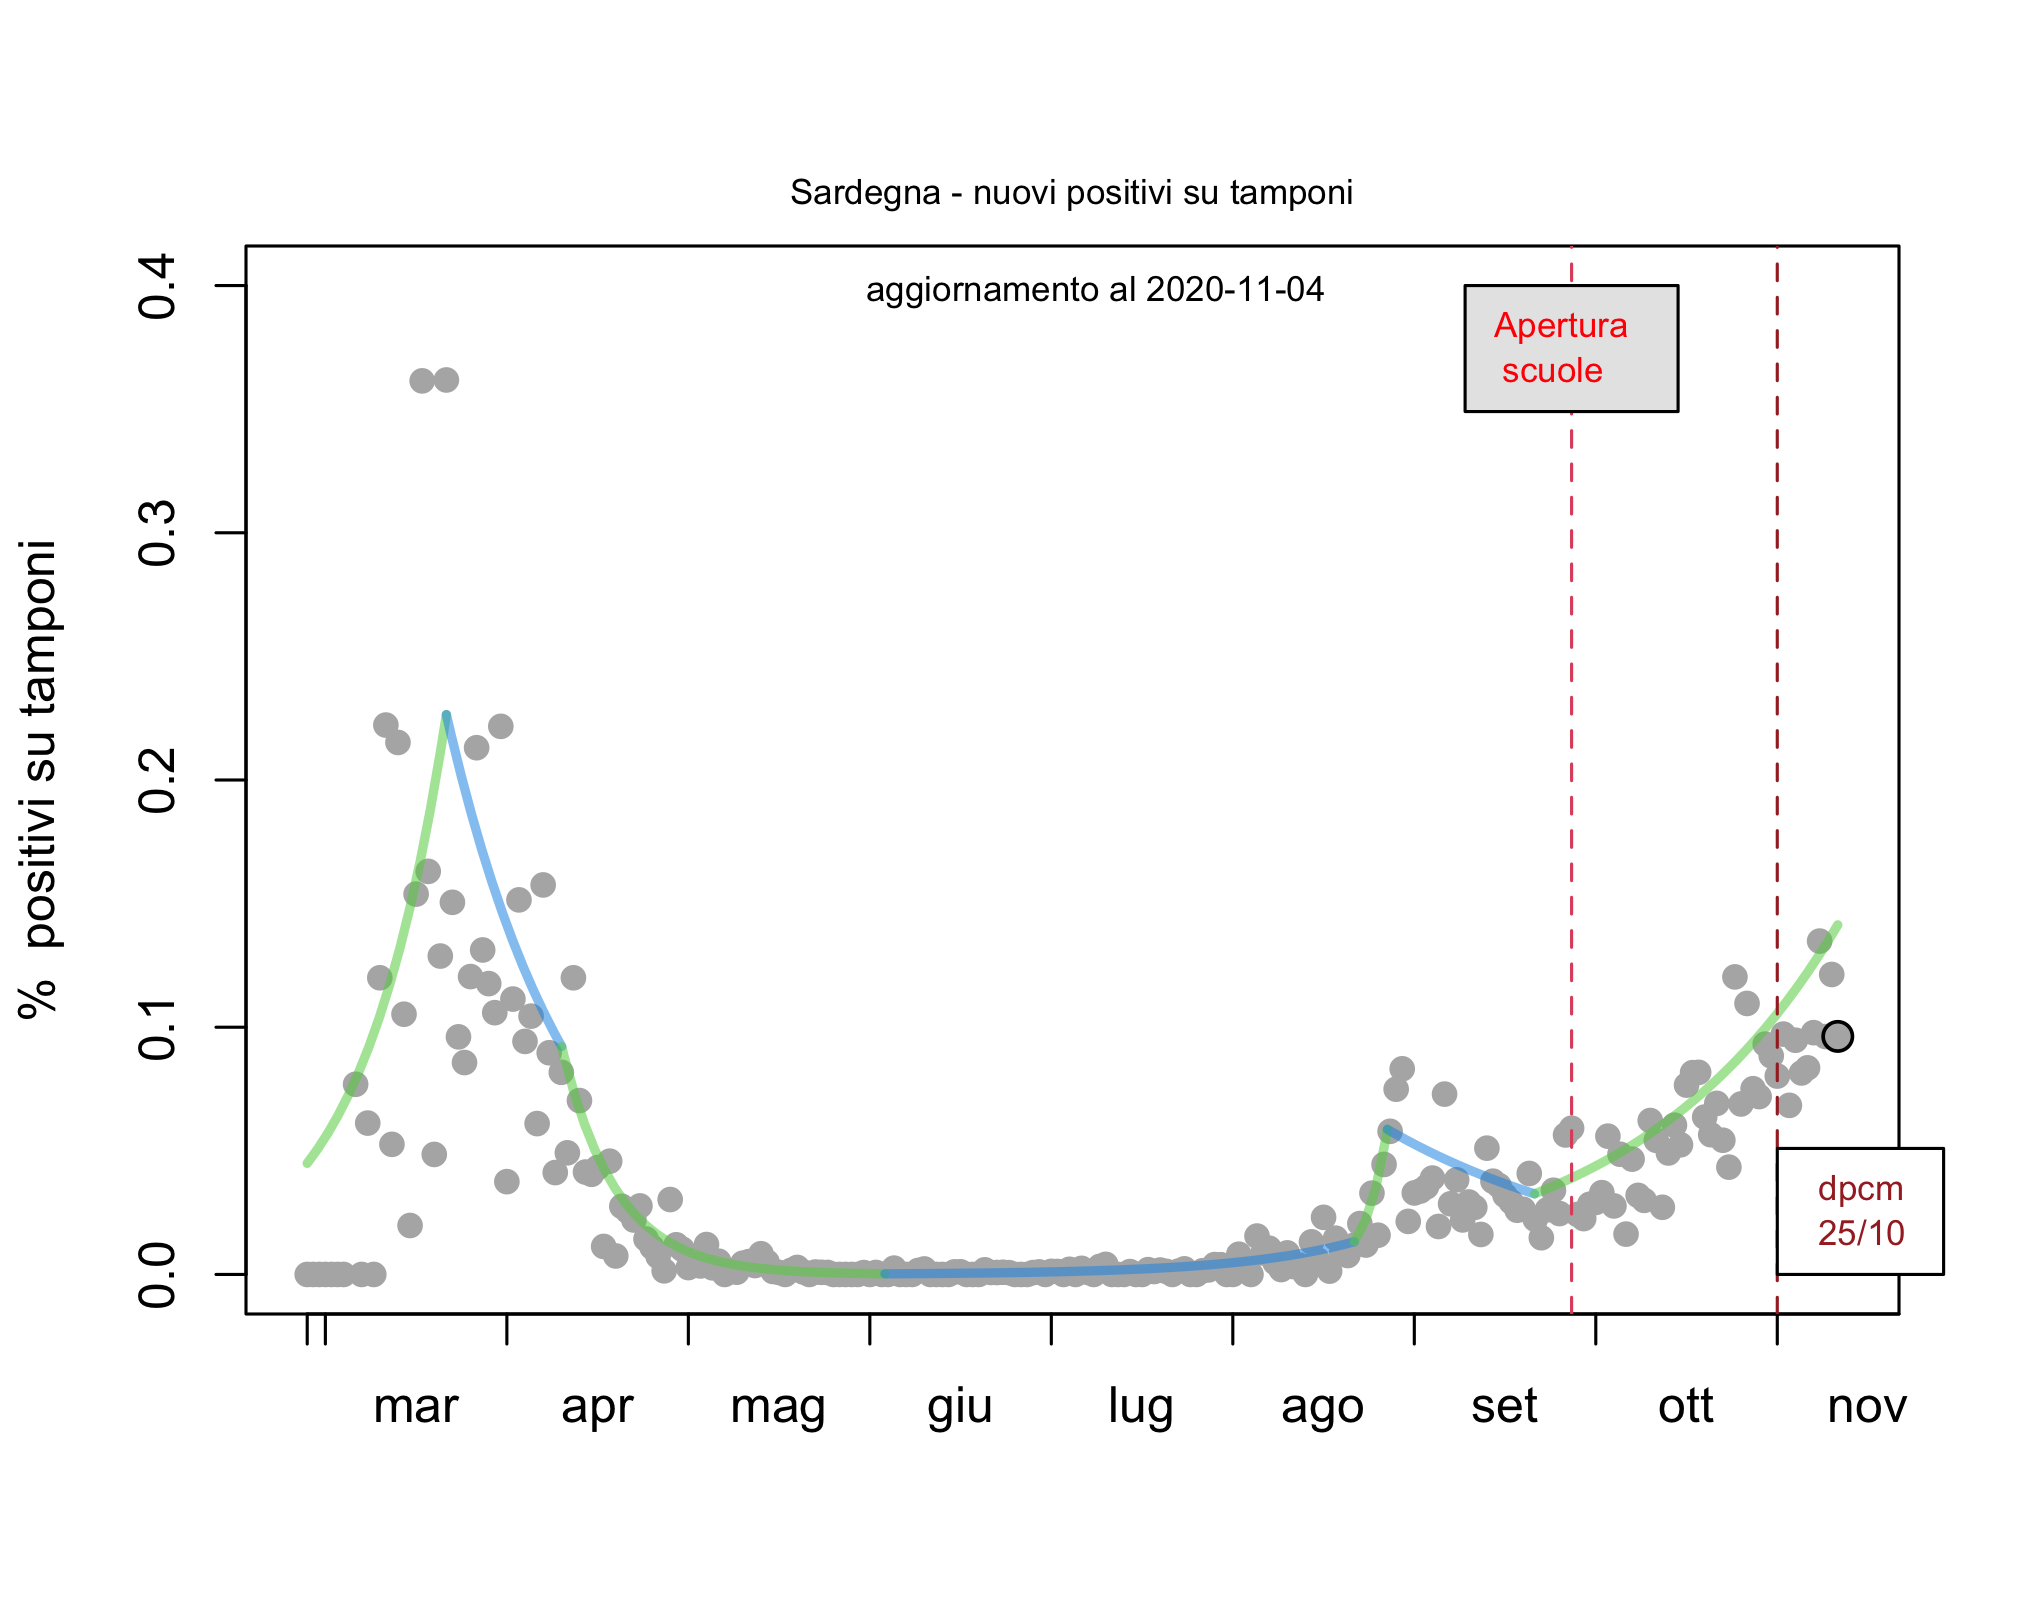 Sardegna - nuovi positivi su tamponi
aggiornamento al 2020-11-04
Apertura
scuole
% positivi su tamponi
0.4
0.3
0.2
0.1
0.0
dpcm
25/10
mar apr mag giu lug ago set ott nov